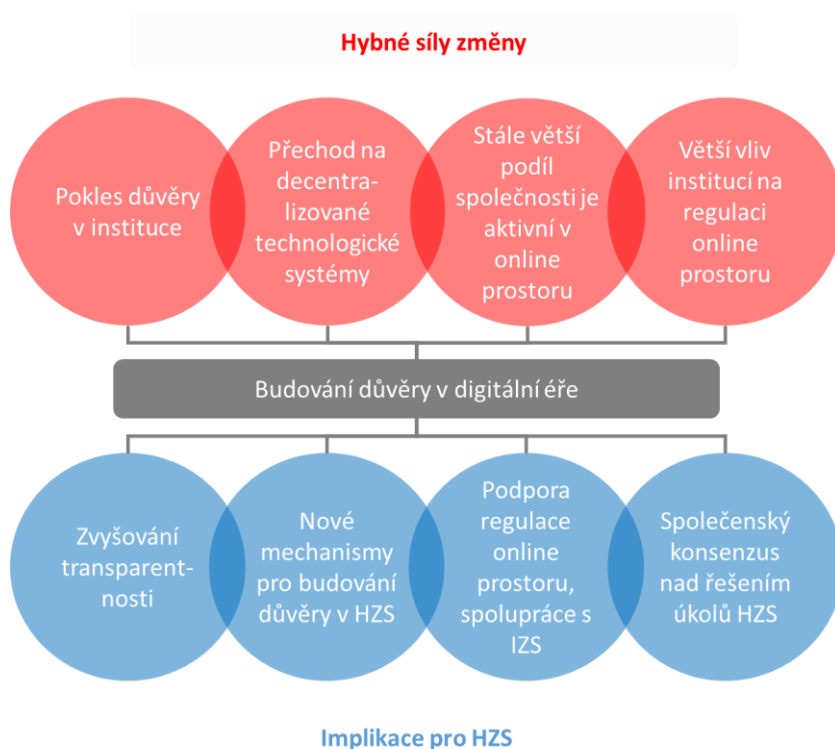 Hybné síly změny
Pokles důvěry
v instituce
Přechod na
decentra-
lizované
technologické
systémy
Stále větší
podíl
společnosti je
aktivní v
online
prostoru
Větší vliv
institucí na
regulaci
online
prostoru
Budování důvěry v digitální éře
Zvyšování
transparent-
nosti
Nové
mechanismy
pro budování
důvěry v HZS
Podpora
regulace
online
prostoru,
spolupráce s
IZS
Společenský
konsenzus
nad řešením
úkolů HZS
Implikace pro HZS